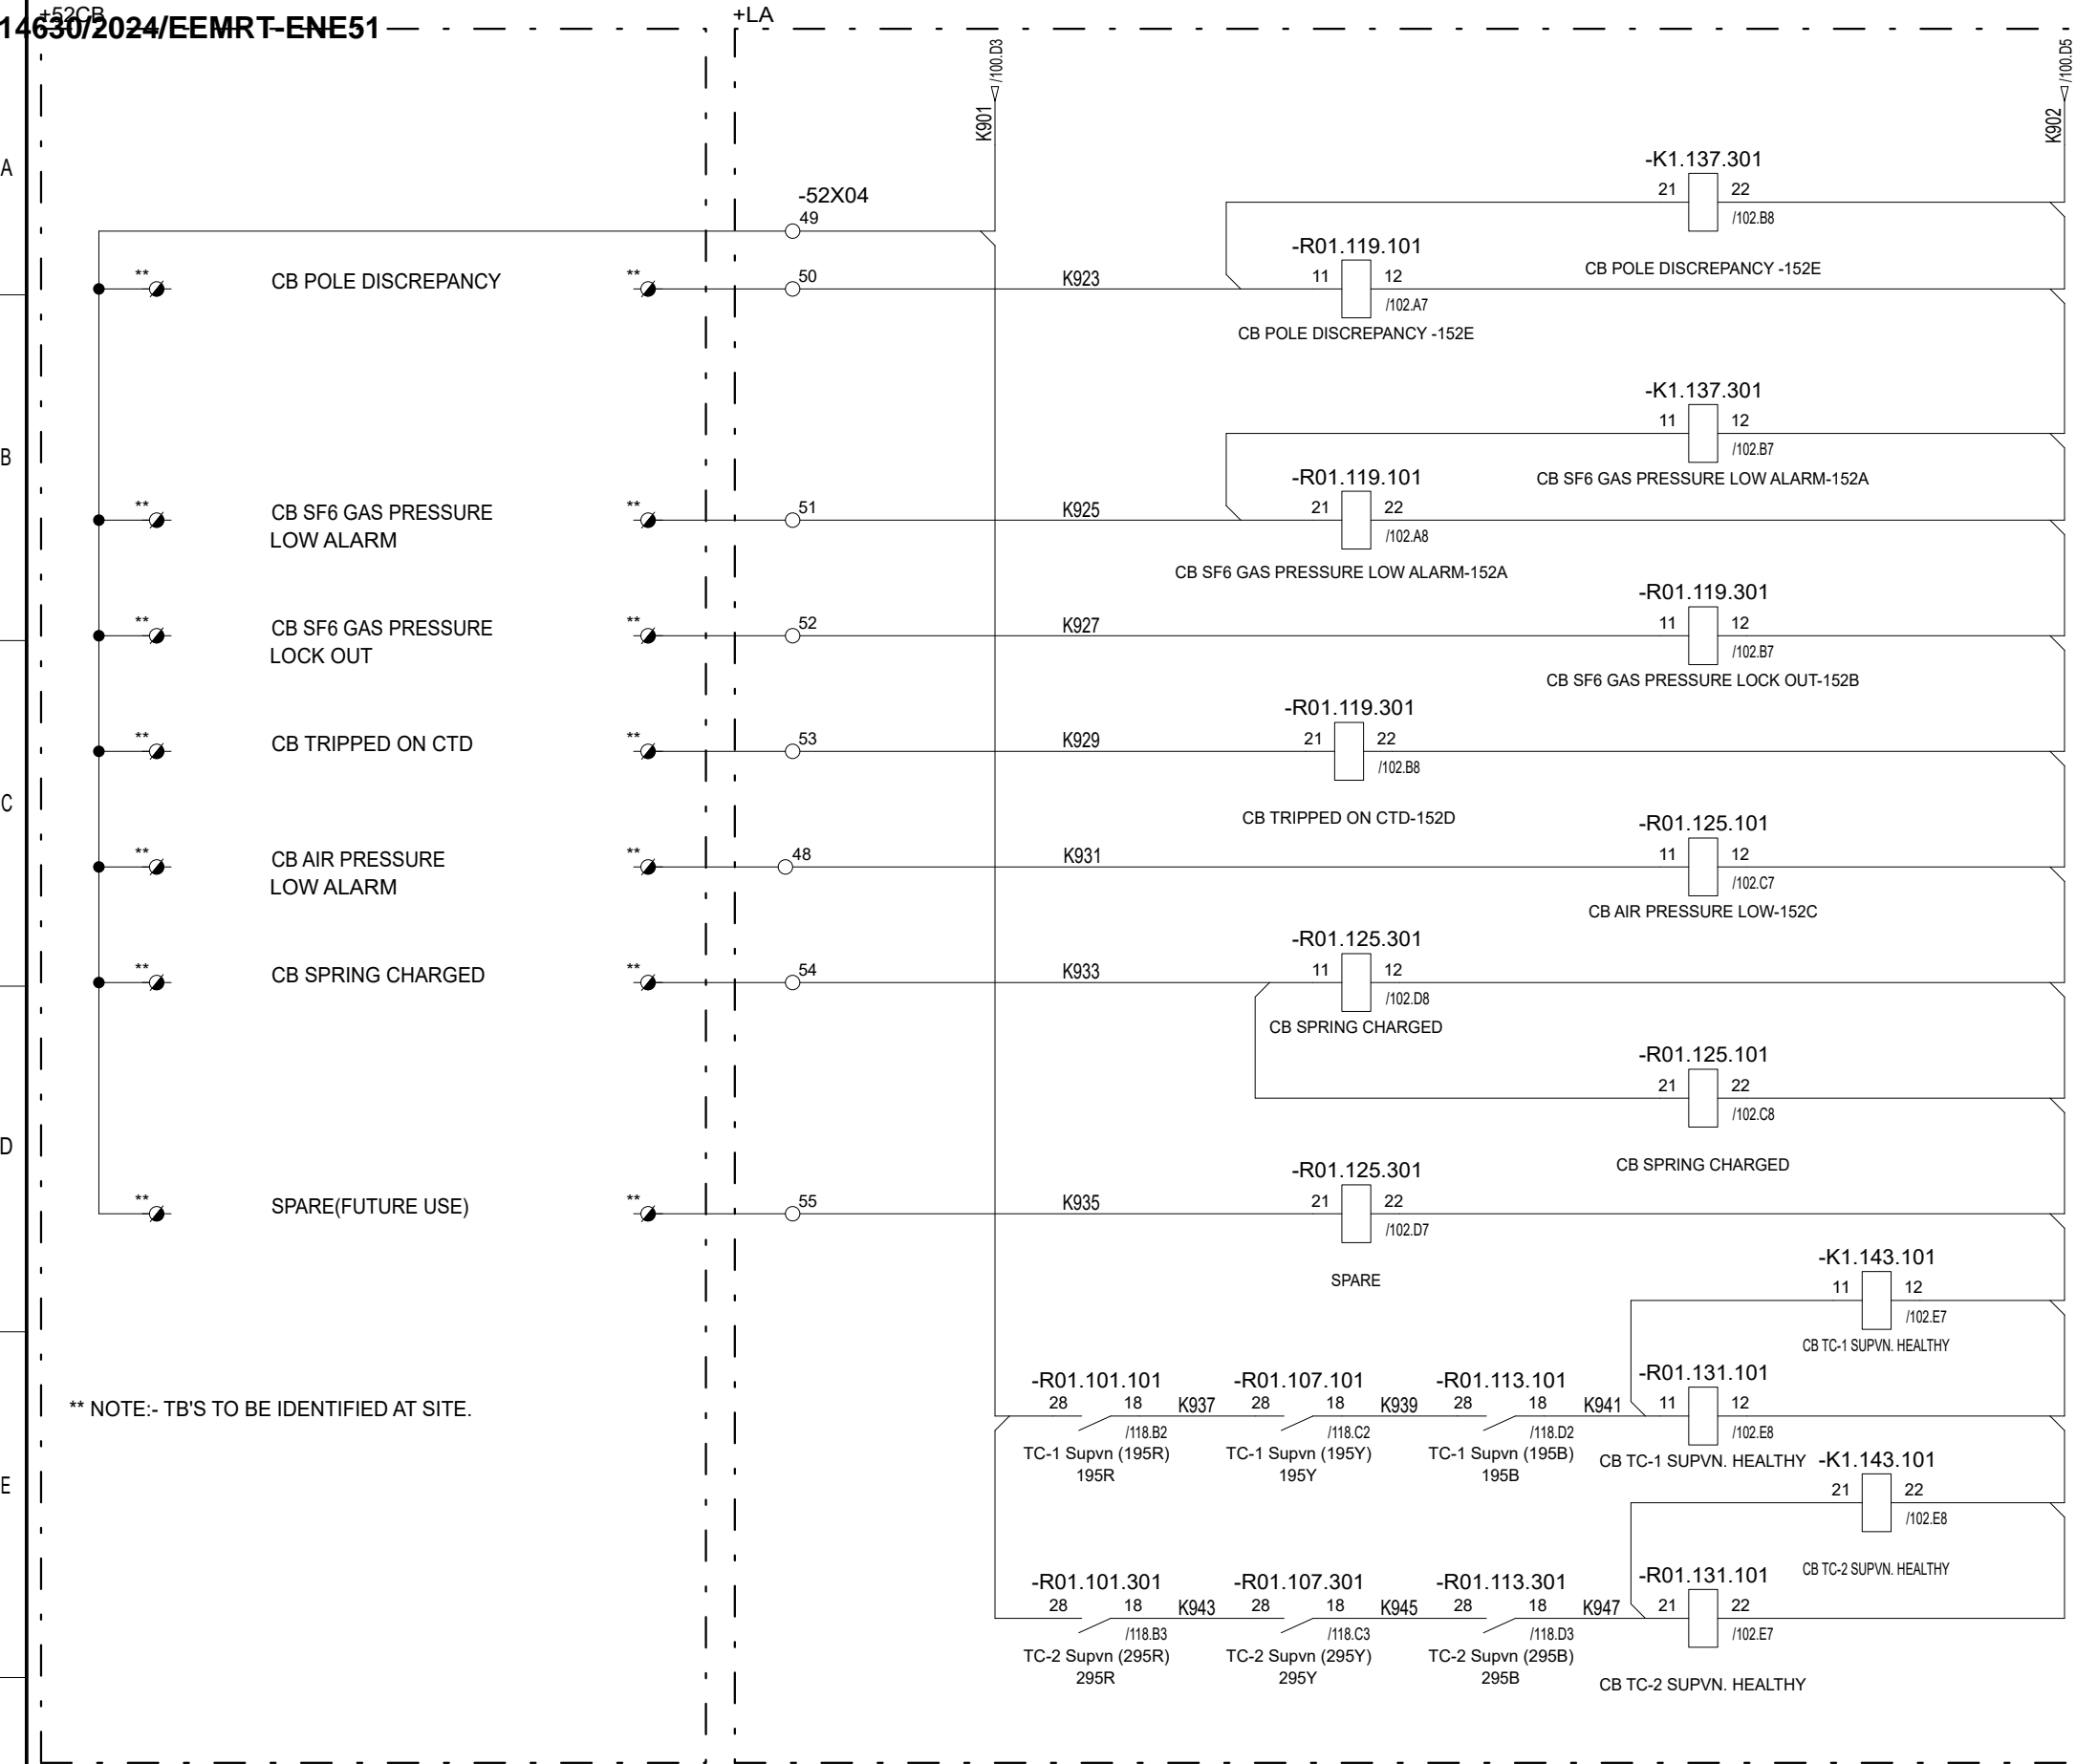 +52CB
14630/2024/EEMRT-ENE51
+LA
/100.D3
K901
/100.D5
K902
A
-K1.137.301
21 22
/102.B8
-52X04
49
-R01.119.101
CB POLE DISCREPANCY -152E
** CB POLE DISCREPANCY ** 50 K923 11 12
/102.A7
CB POLE DISCREPANCY -152E
-K1.137.301
11 12
/102.B7
B
-R01.119.101
CB SF6 GAS PRESSURE LOW ALARM-152A
** CB SF6 GAS PRESSURE ** 51 K925 21 22
LOW ALARM
/102.A8
CB SF6 GAS PRESSURE LOW ALARM-152A
-R01.119.301
** CB SF6 GAS PRESSURE ** 52 K927 11 12
LOCK OUT
/102.B7
CB SF6 GAS PRESSURE LOCK OUT-152B
-R01.119.301
** CB TRIPPED ON CTD ** 53 K929 21 22
/102.B8
C
CB TRIPPED ON CTD-152D
-R01.125.101
** CB AIR PRESSURE ** 48 K931 11 12
LOW ALARM
/102.C7
CB AIR PRESSURE LOW-152C
-R01.125.301
** CB SPRING CHARGED ** 54 K933 11 12
/102.D8
CB SPRING CHARGED
-R01.125.101
21 22
/102.C8
D
CB SPRING CHARGED
-R01.125.301
** SPARE(FUTURE USE) ** 55 K935 21 22
/102.D7
SPARE
-K1.143.101
11 12
/102.E7
CB TC-1 SUPVN. HEALTHY
-R01.101.101 -R01.107.101 -R01.113.101 -R01.131.101
28 18 K937 28 18 K939 28 18 K941 11 12
** NOTE:- TB'S TO BE IDENTIFIED AT SITE.
/118.B2 /118.C2 /118.D2 /102.E8
TC-1 Supvn (195R) TC-1 Supvn (195Y) TC-1 Supvn (195B) CB TC-1 SUPVN. HEALTHY
195R 195Y 195B
-K1.143.101
E
21 22
/102.E8
CB TC-2 SUPVN. HEALTHY
-R01.101.301 -R01.107.301 -R01.113.301 -R01.131.101
28 18 K943 28 18 K945 28 18 K947 21 22
/118.B3 /118.C3 /118.D3 /102.E7
TC-2 Supvn (295R) TC-2 Supvn (295Y) TC-2 Supvn (295B)
295R 295Y 295B
CB TC-2 SUPVN. HEALTHY